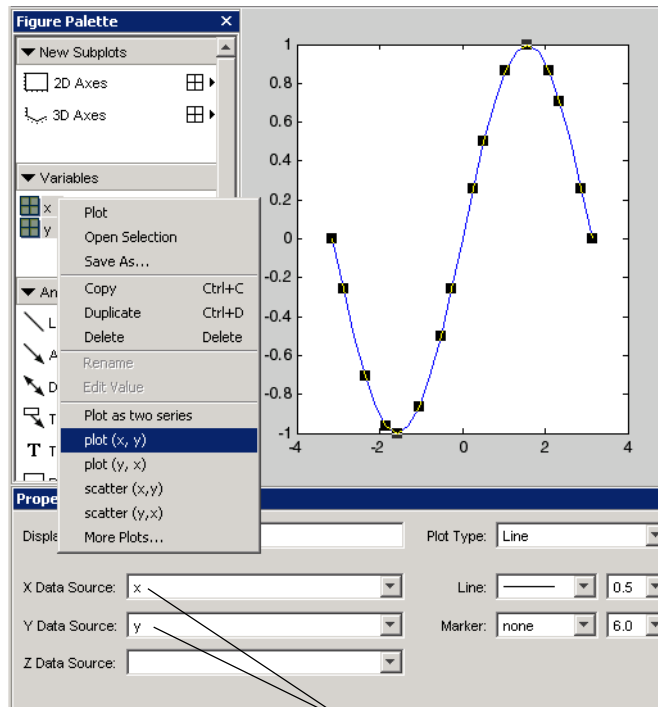 Figure Palette ×
New Subplots
2D Axes
3D Axes
Variables
x
y
An
L
A
D
T
T T
Plot
Open Selection
Save As...
Copy Ctrl+C
Duplicate Ctrl+D
Delete Delete
Rename
Edit Value
Plot as two series
plot (x, y)
plot (y, x)
scatter (x,y)
scatter (y,x)
More Plots...
1
0.8
0.6
0.4
0.2
0
-0.2
-0.4
-0.6
-0.8
-1
-4 -2 0 2 4
Prope
Displa
Plot Type: Line
X Data Source: x
Line: 0.5
Y Data Source: y
Marker: none 6.0
Z Data Source: